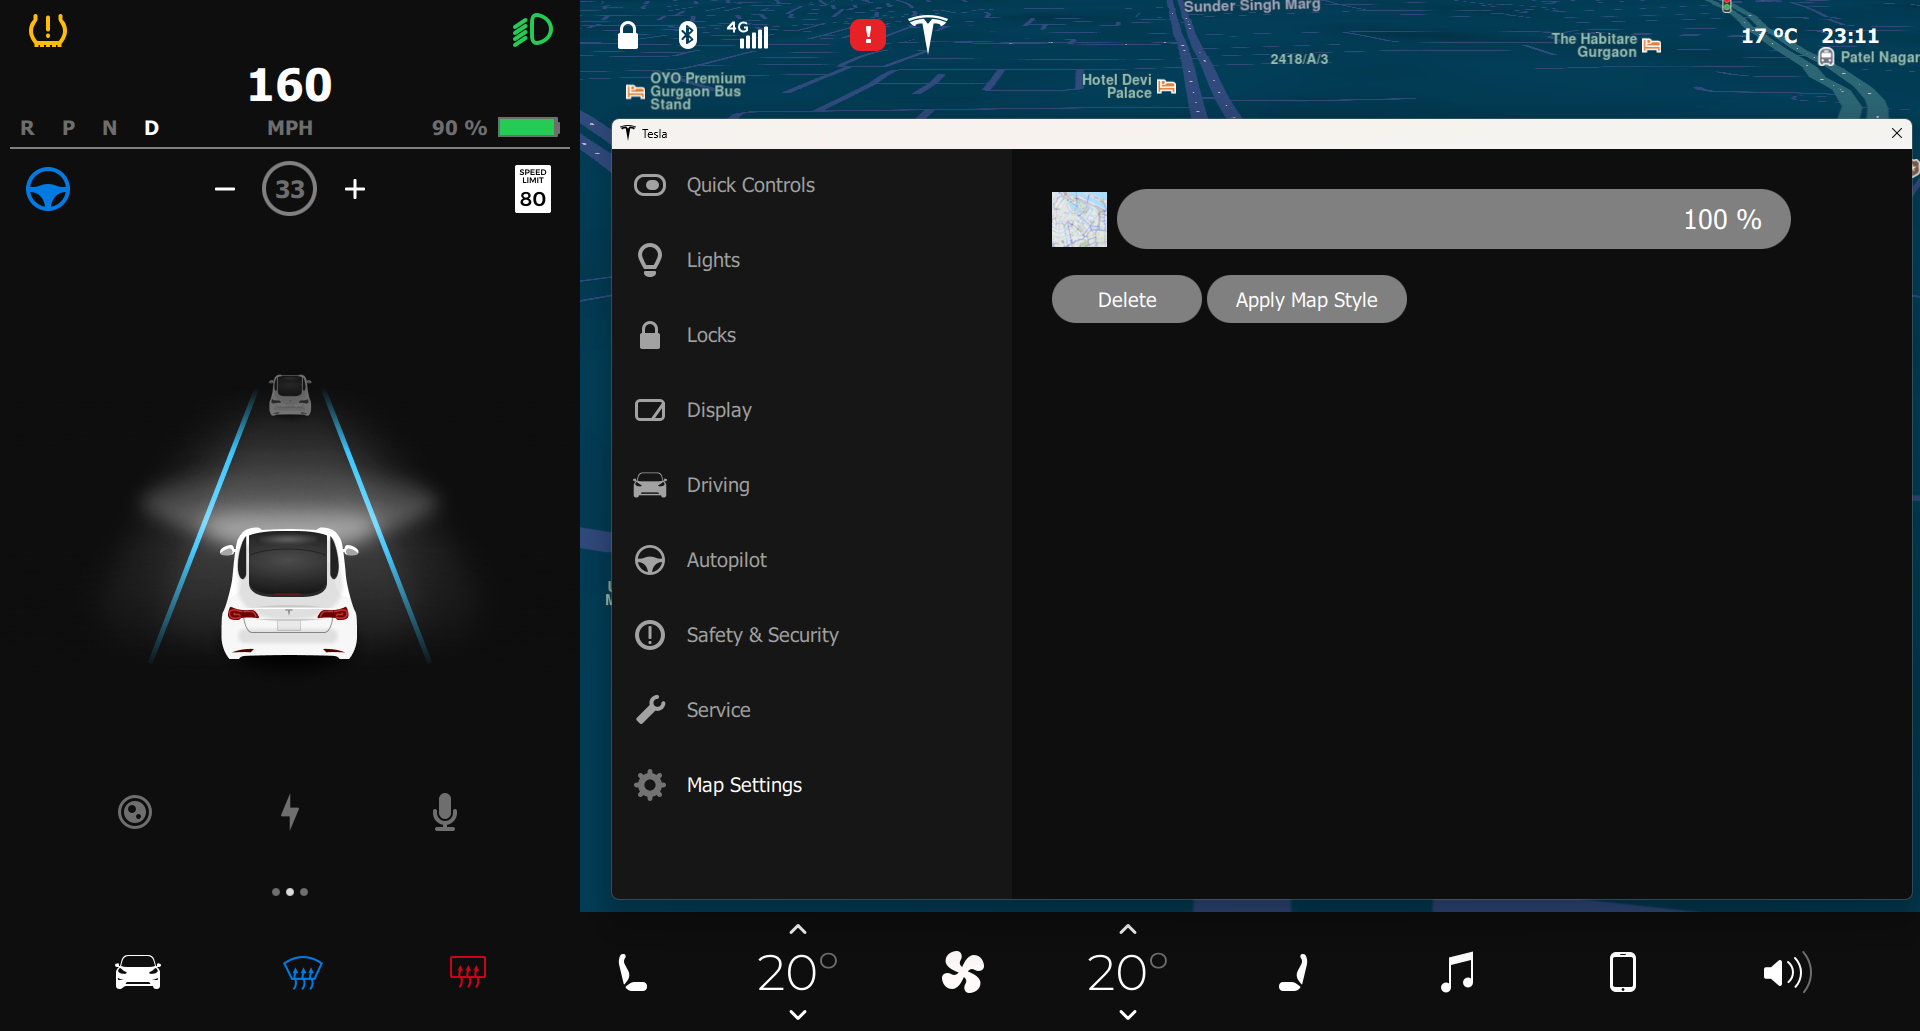 160
MPH
R P N D
90 %
33
SPEED
LIMIT
80
4G
!
17 ºC
23:11
Sunder Singh Marg
The Habitare
Gurgaon
2418/A/3
Patel Nagar
OYO Premium
Gurgaon Bus
Stand
Hotel Devi
Palace
Tesla
Quick Controls
Lights
Locks
Display
Driving
Autopilot
Safety & Security
Service
Map Settings
100 %
Delete
Apply Map Style
20°
20°